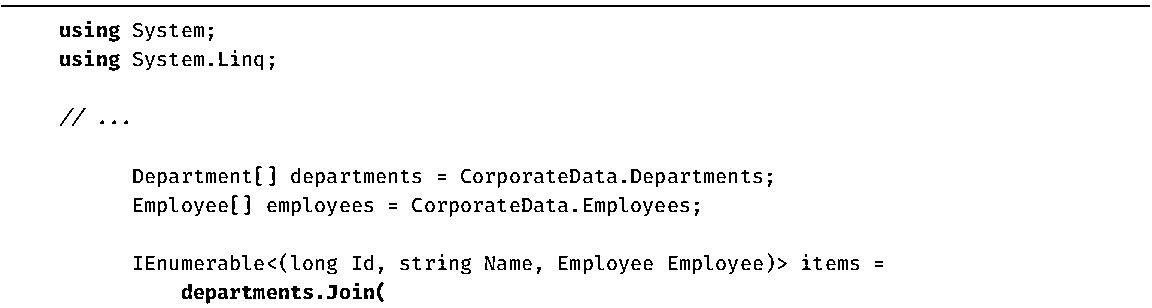 using System;
using System.Linq;
// ...
Department[] departments = CorporateData.Departments;
Employee[] employees = CorporateData.Employees;
IEnumerable<(long Id, string Name, Employee Employee)> items =
departments.Join(